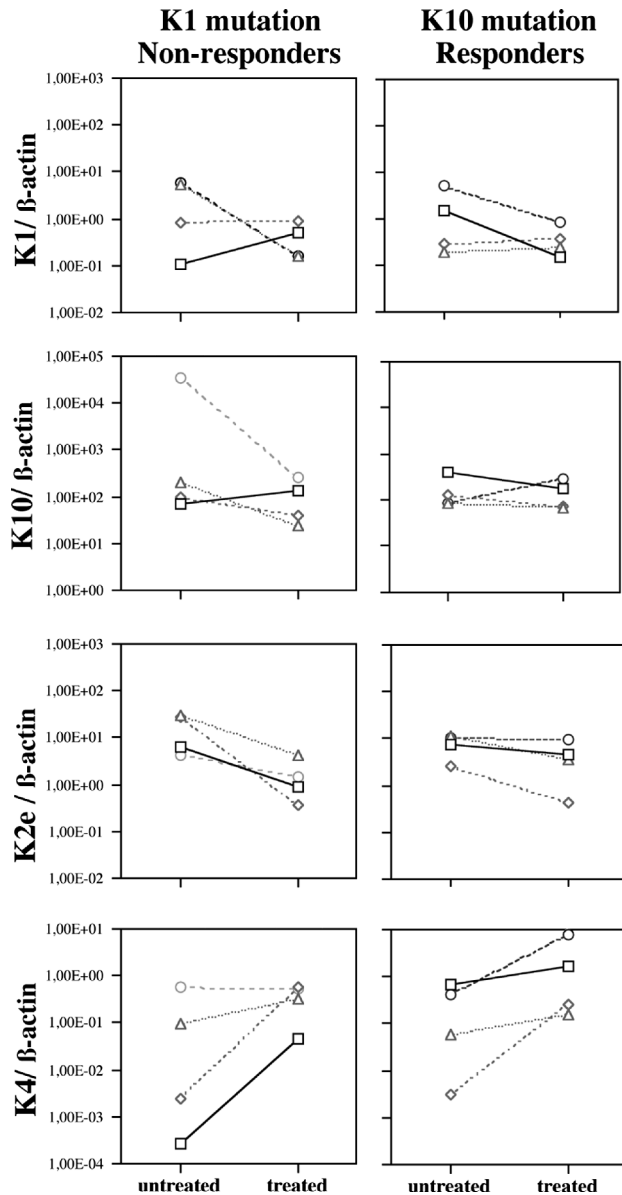 K1 mutation K10 mutation
Non-responders Responders
K1/ ß-actin
1,00E+03
1,00E+02
1,00E+01
1,00E+00
1,00E-01
1,00E-02
K10/ ß-actin
1,00E+05
1,00E+04
1,00E+03
1,00E+02
1,00E+01
1,00E+00
K2e / ß-actin
1,00E+03
1,00E+02
1,00E+01
1,00E+00
1,00E-01
1,00E-02
K4/ ß-actin
1,00E+01
1,00E+00
1,00E-01
1,00E-02
1,00E-03
1,00E-04
untreated treated untreated treated